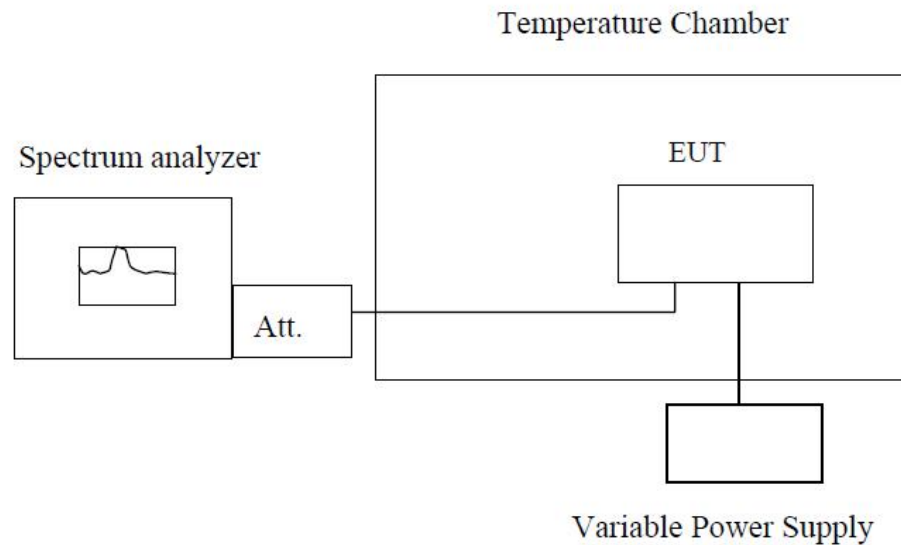 Temperature Chamber
Spectrum analyzer
EUT
Att.
Variable Power Supply